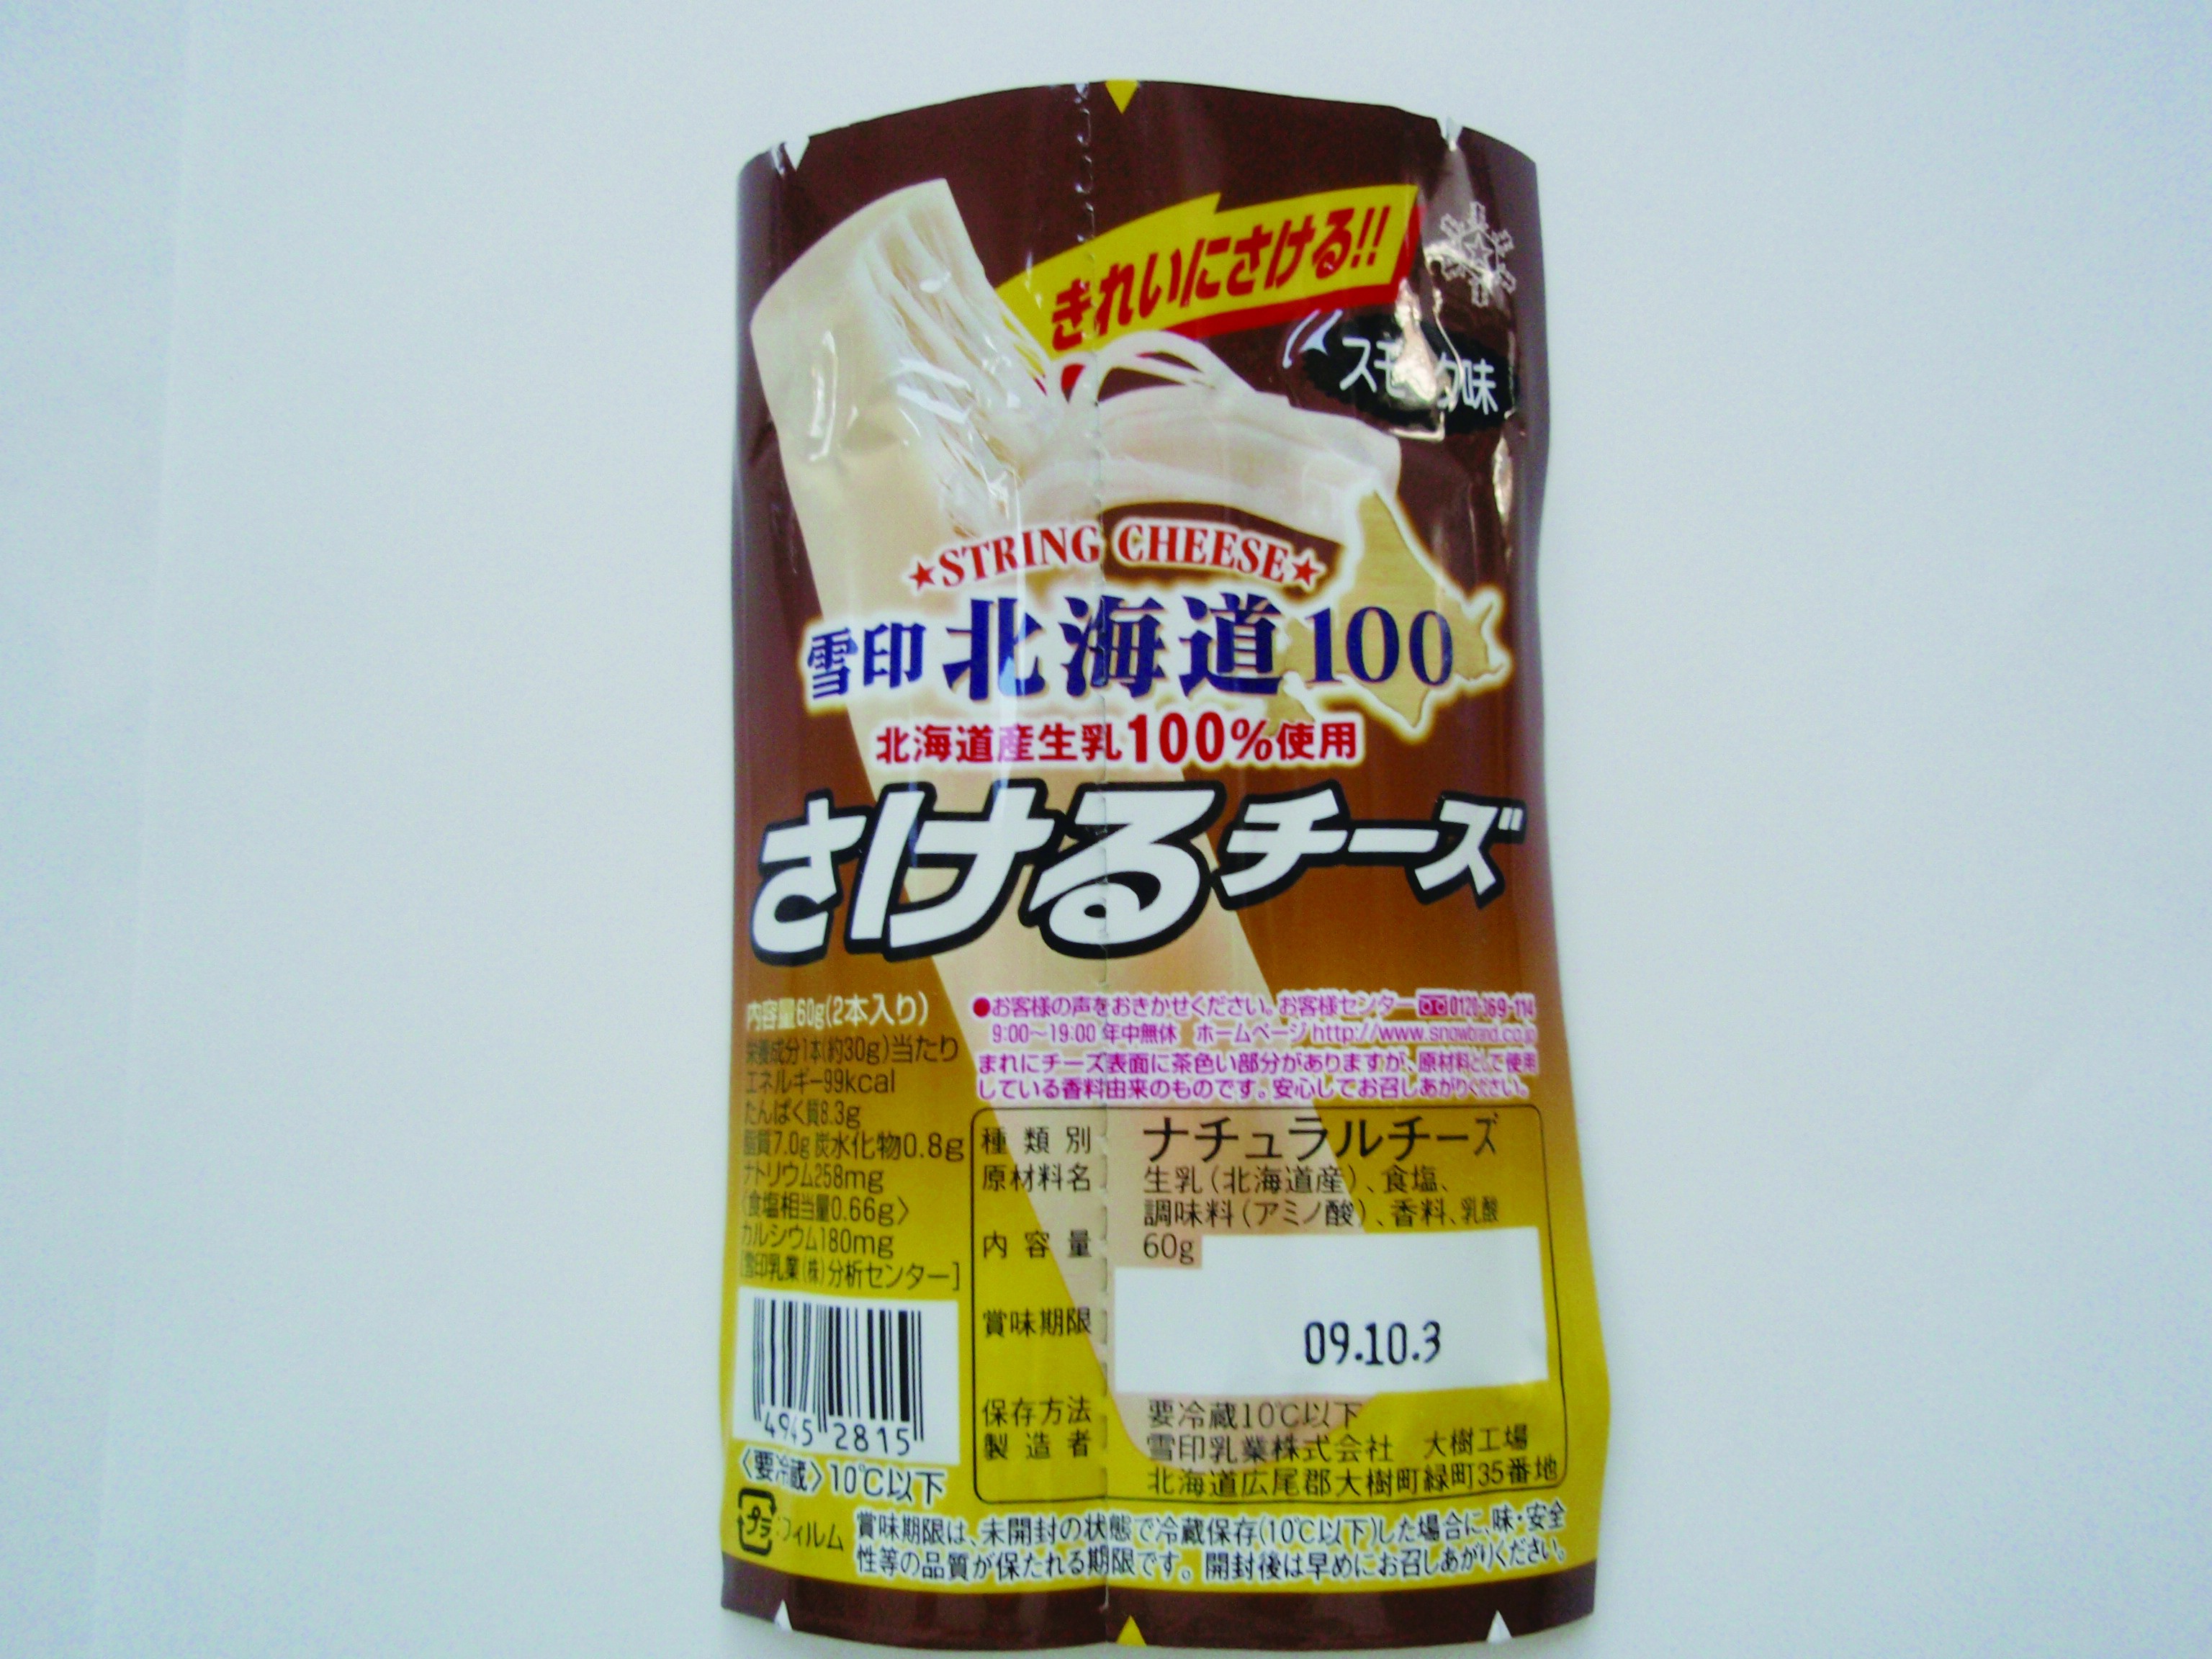 きれいにさける!!
スモーク味
★STRING CHEESE★
雪印 北海道100
北海道産生乳100%使用
さけるチーズ
内容量60g(2本入り)
栄養成分1本(約30g)当たり
エネルギー99kcal
たんぱく質8.3g
脂質7.0g 炭水化物0.8g
ナトリウム258mg
〈食塩相当量0.66g〉
カルシウム180mg
[雪印乳業(株)分析センター]
●お客様の声をおきかせください。お客様センター 0120-369-114
9:00〜19:00 年中無休 ホームページ http://www.snowbrand.co.jp
まれにチーズ表面に茶色い部分がありますが、原材料として使用
している香料由来のものです。安心してお召しあがりください。
種類別 ナチュラルチーズ
原材料名 生乳(北海道産)、食塩、
調味料(アミノ酸)、香料、乳酸
内容量 60g
賞味期限 09.10.3
保存方法 要冷蔵10℃以下
製造者 雪印乳業株式会社 大樹工場
北海道広尾郡大樹町緑町35番地
4945 2815
〈要冷蔵〉10℃以下
プラ フィルム
賞味期限は、未開封の状態で冷蔵保存(10℃以下)した場合に、味・安全
性等の品質が保たれる期限です。開封後は早めにお召しあがりください。